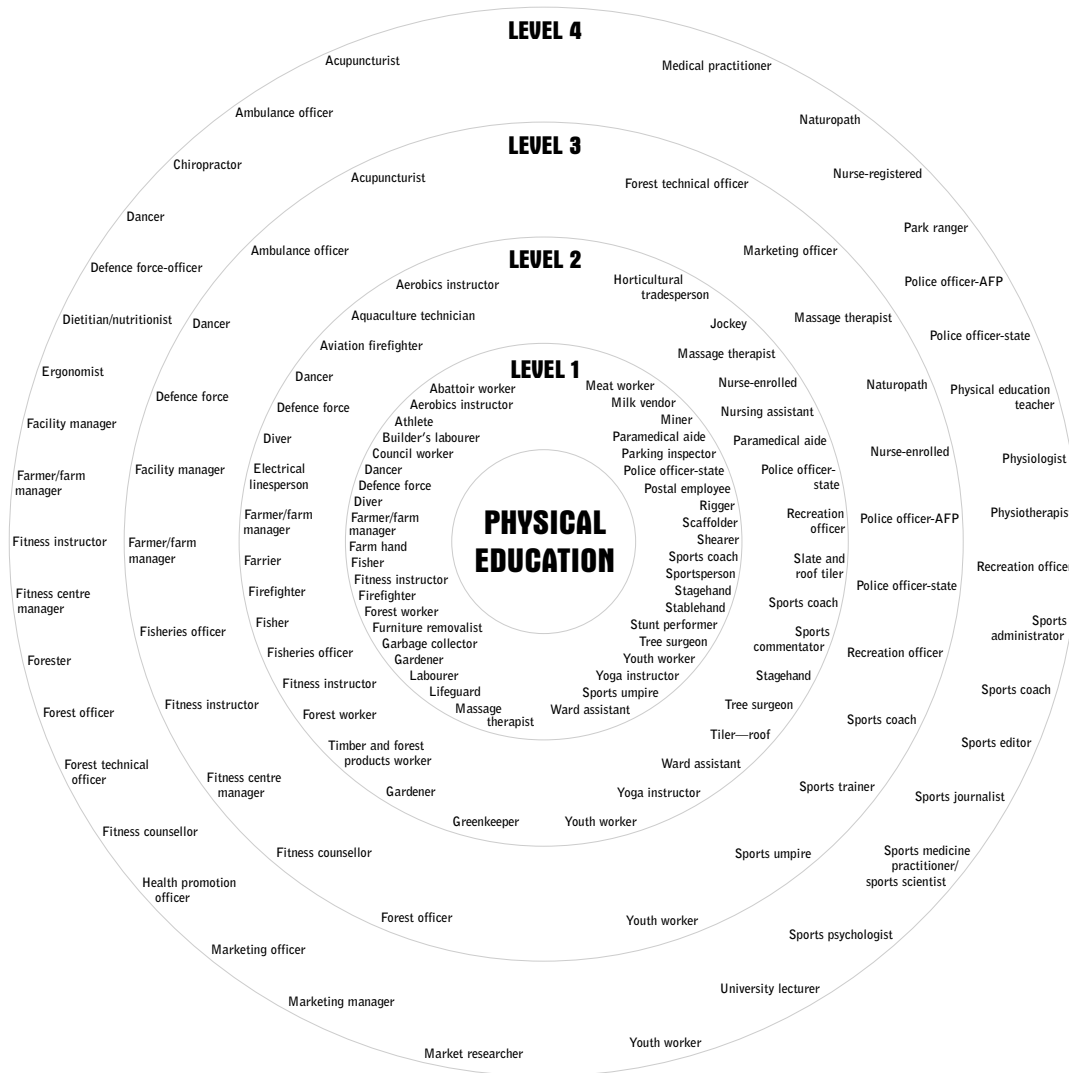 LEVEL 4
Acupuncturist
Ambulance officer
Chiropractor
Dancer
Defence force-officer
Dietitian/nutritionist
Ergonomist
Facility manager
Farmer/farm
manager
Fitness instructor
Fitness centre
manager
Forester
Forest officer
Forest technical
officer
Fitness counsellor
Health promotion
officer
Marketing officer
Marketing manager
Market researcher
Medical practitioner
Naturopath
Nurse-registered
Park ranger
Police officer-AFP
Police officer-state
Physical education
teacher
Physiologist
Physiotherapis
Recreation office
Sports
administrator
Sports coach
Sports editor
Sports journalist
Sports medicine
practitioner/
sports scientist
Sports psychologist
University lecturer
Youth worker
LEVEL 3
Acupuncturist
Ambulance officer
Dancer
Defence force
Facility manager
Farmer/farm
manager
Fisheries officer
Fitness instructor
Fitness centre
manager
Fitness counsellor
Forest officer
Forest technical officer
Marketing officer
Massage therapist
Naturopath
Nurse-enrolled
Police officer-AFP
Police officer-state
Recreation officer
Sports coach
Sports trainer
Sports umpire
Youth worker
LEVEL 2
Aerobics instructor
Aquaculture technician
Aviation firefighter
Dancer
Defence force
Diver
Electrical
linesperson
Farmer/farm
manager
Farrier
Firefighter
Fisher
Fisheries officer
Fitness instructor
Forest worker
Timber and forest
products worker
Gardener
Greenkeeper
Horticultural
tradesperson
Jockey
Massage therapist
Nurse-enrolled
Nursing assistant
Paramedical aide
Police officer-
state
Recreation
officer
Slate and
roof tiler
Sports coach
Sports
commentator
Stagehand
Tree surgeon
Tiler—roof
Ward assistant
Yoga instructor
Youth worker
LEVEL 1
Abattoir worker
Aerobics instructor
Athlete
Builder's labourer
Council worker
Dancer
Defence force
Diver
Farmer/farm
manager
Farm hand
Fisher
Fitness instructor
Firefighter
Forest worker
Furniture removalist
Garbage collector
Gardener
Labourer
Lifeguard
Massage
therapist
Meat worker
Milk vendor
Miner
Paramedical aide
Parking inspector
Police officer-state
Postal employee
Rigger
Scaffolder
Shearer
Sports coach
Sportsperson
Stagehand
Stablehand
Stunt performer
Tree surgeon
Youth worker
Yoga instructor
Sports umpire
Ward assistant
PHYSICAL
EDUCATION